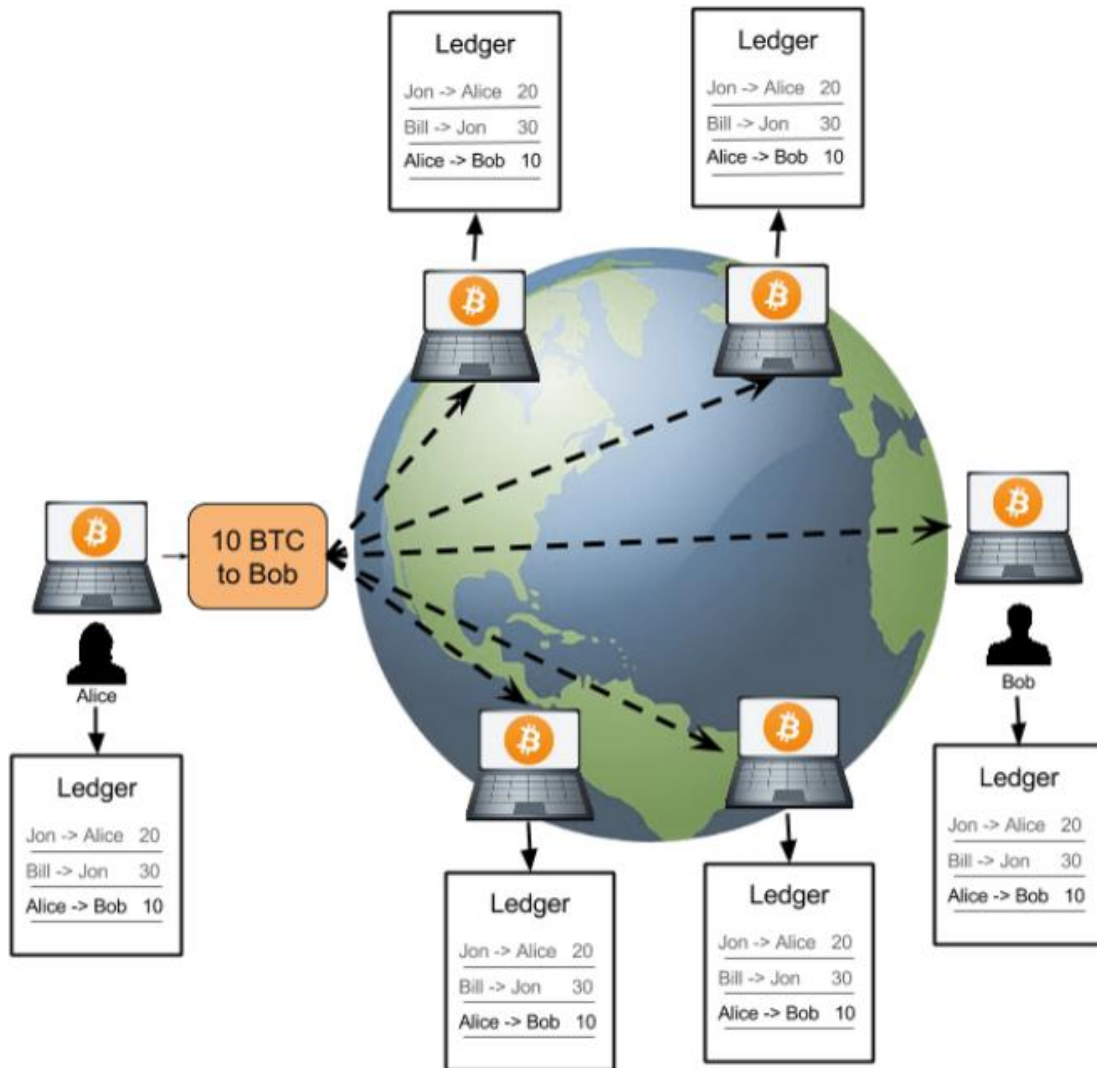 Ledger
Jon -> Alice 20
Bill -> Jon 30
Alice -> Bob 10
Ledger
Jon -> Alice 20
Bill -> Jon 30
Alice -> Bob 10
10 BTC
to Bob
Alice
Bob
Ledger
Jon -> Alice 20
Bill -> Jon 30
Alice -> Bob 10
Ledger
Jon -> Alice 20
Bill -> Jon 30
Alice -> Bob 10
Ledger
Jon -> Alice 20
Bill -> Jon 30
Alice -> Bob 10
Ledger
Jon -> Alice 20
Bill -> Jon 30
Alice -> Bob 10